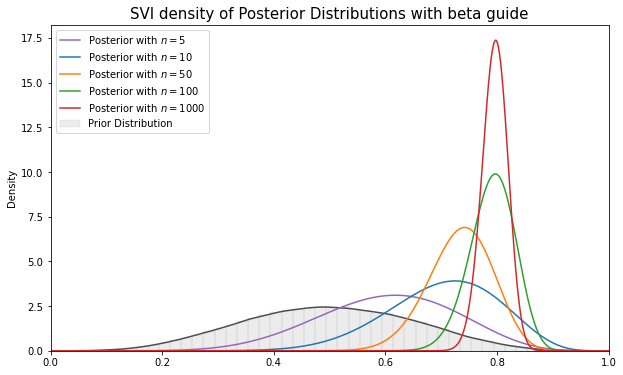 SVI density of Posterior Distributions with beta guide
17.5
15.0
12.5
10.0
7.5
5.0
2.5
0.0
Density
Posterior with n = 5
Posterior with n = 10
Posterior with n = 50
Posterior with n = 100
Posterior with n = 1000
Prior Distribution
0.0 0.2 0.4 0.6 0.8 1.0